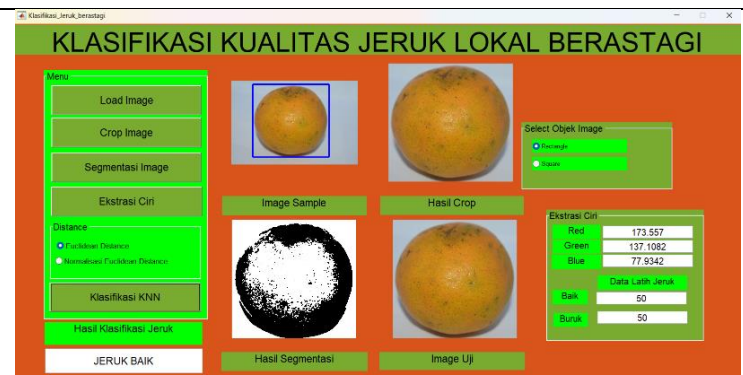 Klasifikasi_Jeruk_berastagi
KLASIFIKASI KUALITAS JERUK LOKAL BERASTAGI
Menu
Load Image
Crop Image
Segmentasi Image
Ekstrasi Ciri
Distance
Euclidean Distance
Normalisasi Euclidean Distance
Klasifikasi KNN
Hasil Klasifikasi Jeruk
JERUK BAIK
Image Sample
Hasil Crop
Hasil Segmentasi
Image Uji
Select Objek Image
Rectangle
Square
Ekstrasi Ciri
Red 173.557
Green 137.1082
Blue 77.9342
Data Latih Jeruk
Baik 50
Buruk 50